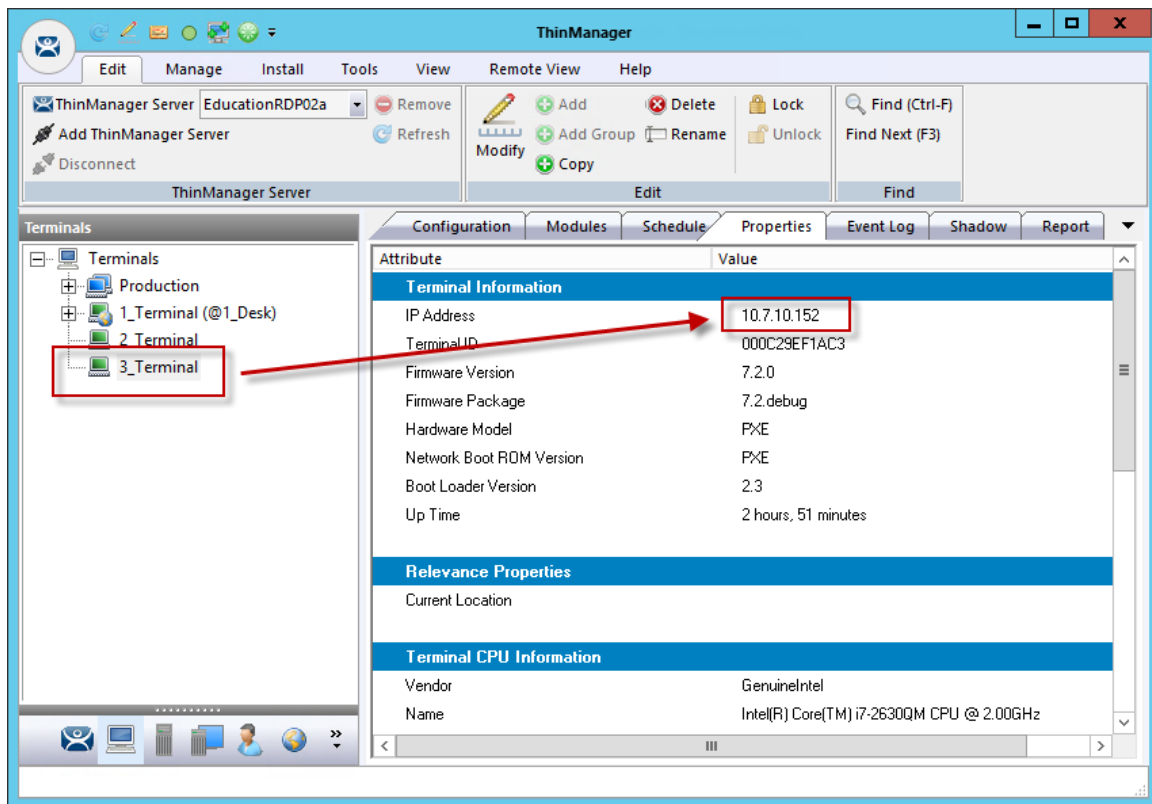 ThinManager
Edit Manage Install Tools View Remote View Help
ThinManager Server EducationRDP02a Remove Add Delete Lock Find (Ctrl-F)
Add ThinManager Server Refresh Modify Add Group Rename Unlock Find Next (F3)
Disconnect Copy
ThinManager Server Edit Find
Terminals Configuration Modules Schedule Properties Event Log Shadow Report
Terminals Attribute Value
Production Terminal Information
1_Terminal (@1_Desk) IP Address 10.7.10.152
2_Terminal TerminalID 000C29EF1AC3
3_Terminal Firmware Version 7.2.0
Firmware Package 7.2.debug
Hardware Model PXE
Network Boot ROM Version PXE
Boot Loader Version 2.3
Up Time 2 hours, 51 minutes
Relevance Properties
Current Location
Terminal CPU Information
Vendor GenuineIntel
Name Intel(R) Core(TM) i7-2630QM CPU @ 2.00GHz